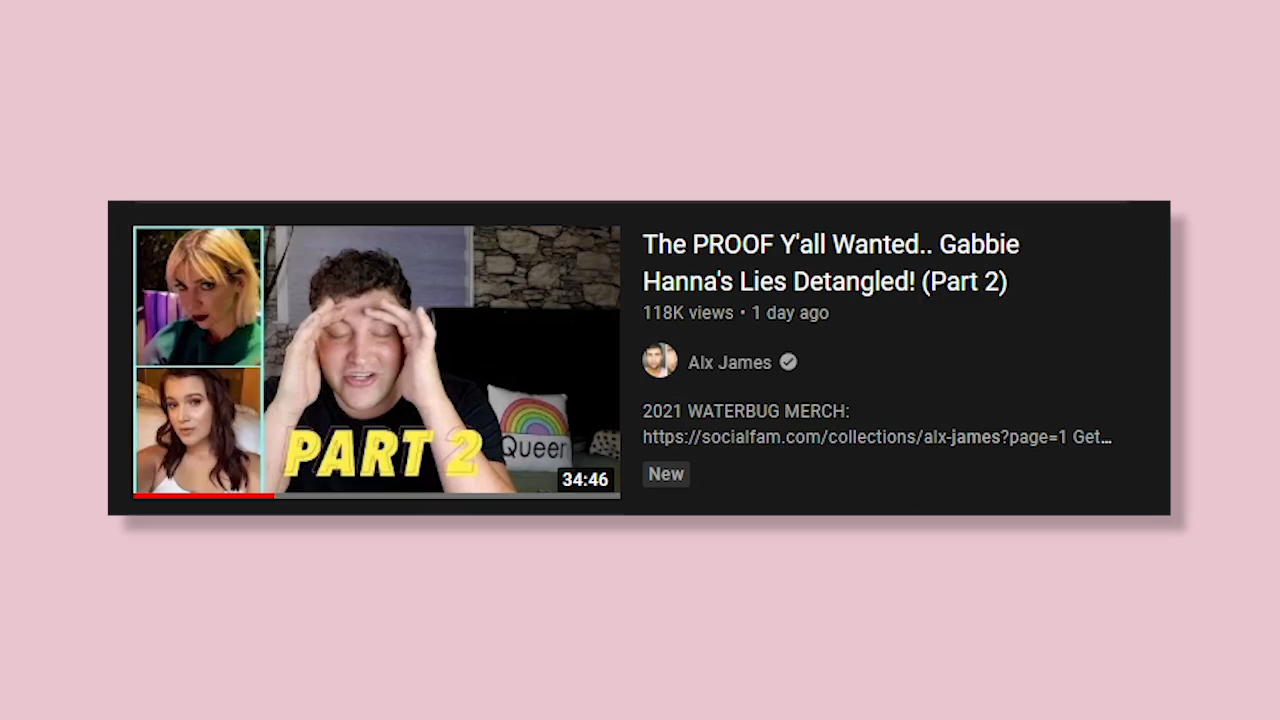 PART 2
Queer
34:46
The PROOF Y'all Wanted.. Gabbie
Hanna's Lies Detangled! (Part 2)
118K views • 1 day ago
Alx James
2021 WATERBUG MERCH:
https://socialfam.com/collections/alx-james?page=1 Get...
New